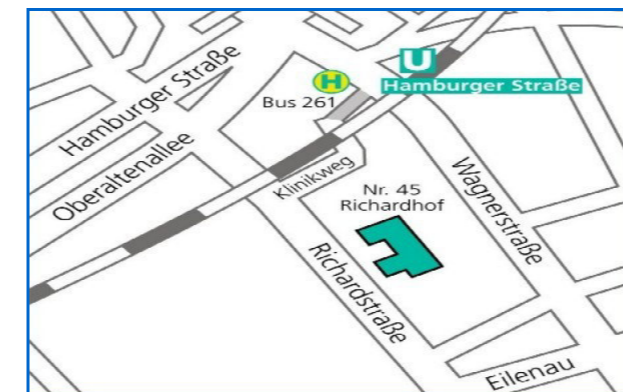 U
Hamburger Straße
H
Bus 261
Hamburger Straße
Oberaltenallee
Klinikweg
Nr. 45
Richardhof
Wagnerstraße
Richardstraße
Eilenau